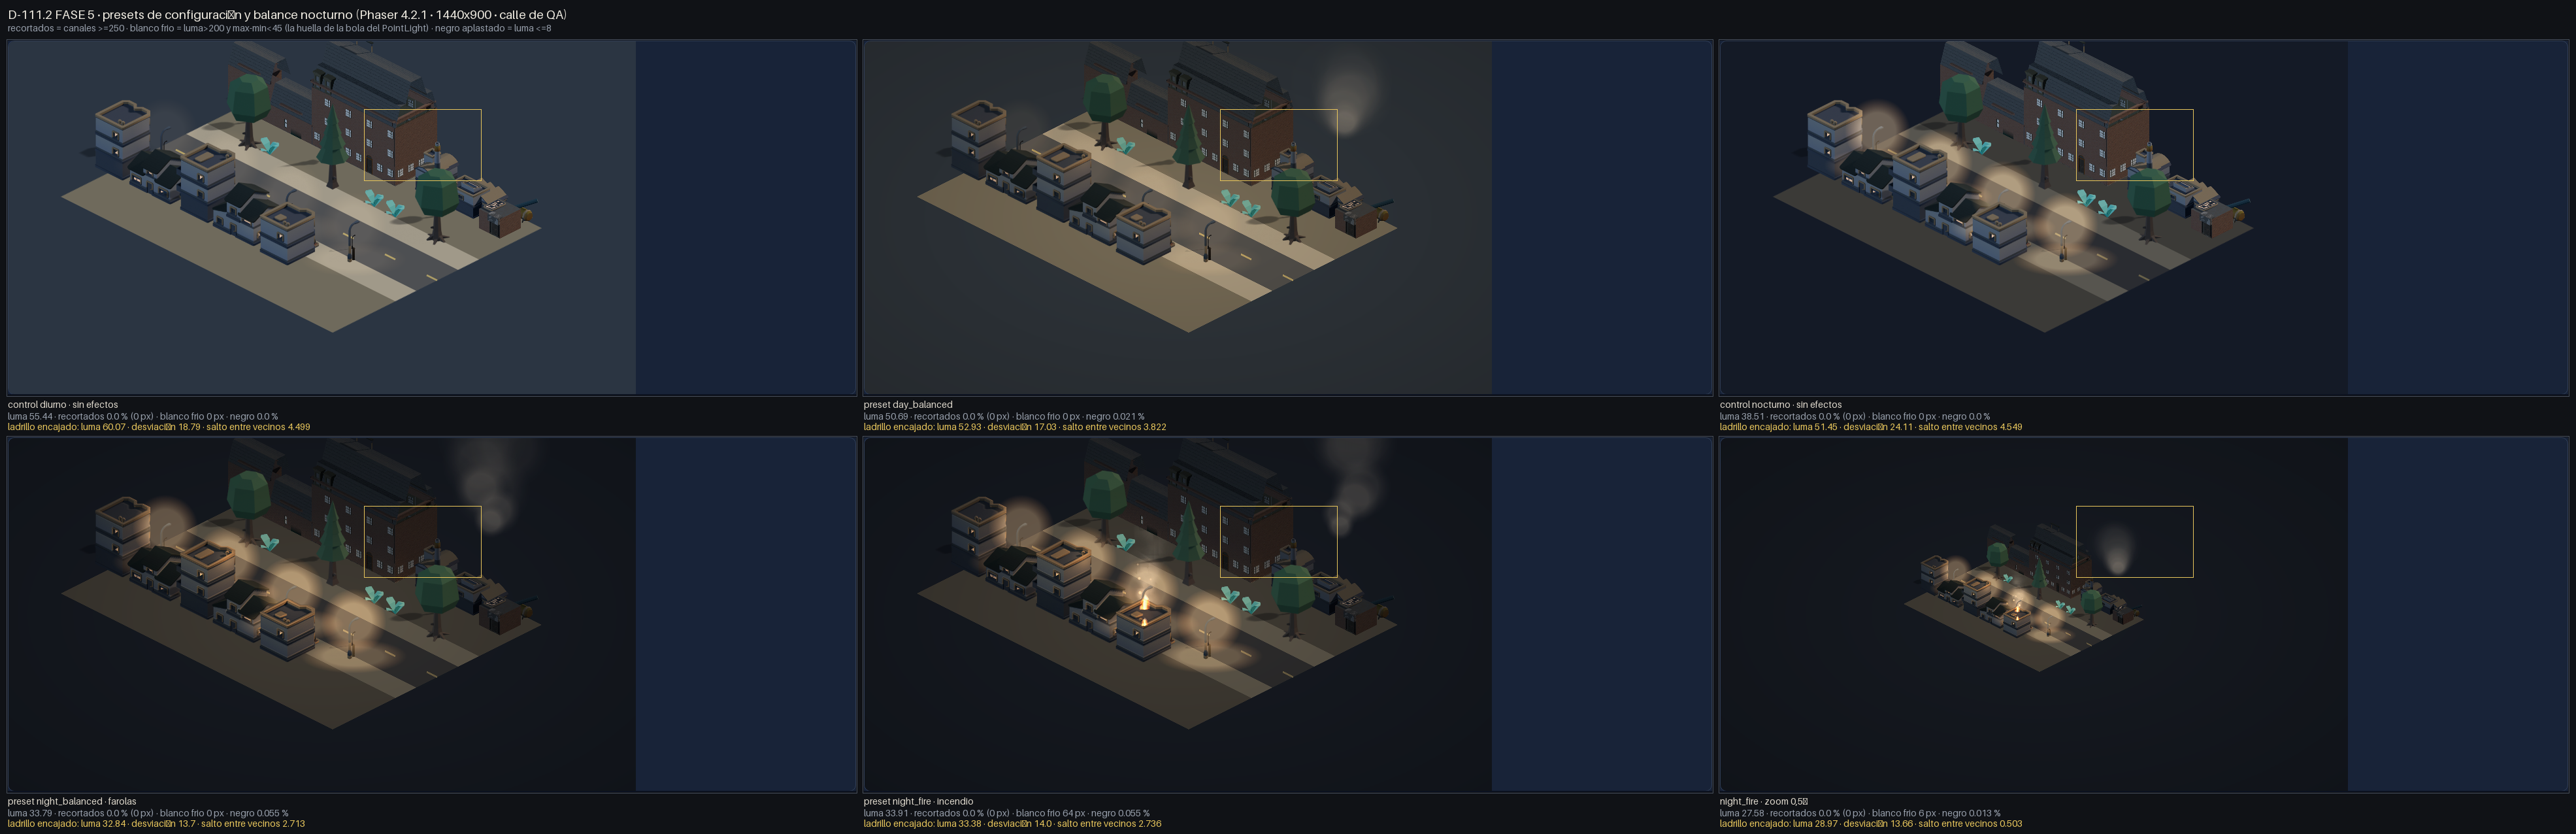 D-111.2 FASE 5 · presets de configuraci▯n y balance nocturno (Phaser 4.2.1 · 1440x900 · calle de QA)
recortados = canales >=250 · blanco frio = luma>200 y max-min<45 (la huella de la bola del PointLight) · negro aplastado = luma <=8
control diurno · sin efectos
luma 55.44 · recortados 0.0 % (0 px) · blanco frio 0 px · negro 0.0 %
ladrillo encajado: luma 60.07 · desviaci▯n 18.79 · salto entre vecinos 4.499
preset day_balanced
luma 50.69 · recortados 0.0 % (0 px) · blanco frio 0 px · negro 0.021 %
ladrillo encajado: luma 52.93 · desviaci▯n 17.03 · salto entre vecinos 3.822
control nocturno · sin efectos
luma 38.51 · recortados 0.0 % (0 px) · blanco frio 0 px · negro 0.0 %
ladrillo encajado: luma 51.45 · desviaci▯n 24.11 · salto entre vecinos 4.549
preset night_balanced · farolas
luma 33.79 · recortados 0.0 % (0 px) · blanco frio 0 px · negro 0.055 %
ladrillo encajado: luma 32.84 · desviaci▯n 13.7 · salto entre vecinos 2.713
preset night_fire · incendio
luma 33.91 · recortados 0.0 % (0 px) · blanco frio 64 px · negro 0.055 %
ladrillo encajado: luma 33.38 · desviaci▯n 14.0 · salto entre vecinos 2.736
night_fire · zoom 0,5▯
luma 27.58 · recortados 0.0 % (0 px) · blanco frio 6 px · negro 0.013 %
ladrillo encajado: luma 28.97 · desviaci▯n 13.66 · salto entre vecinos 0.503